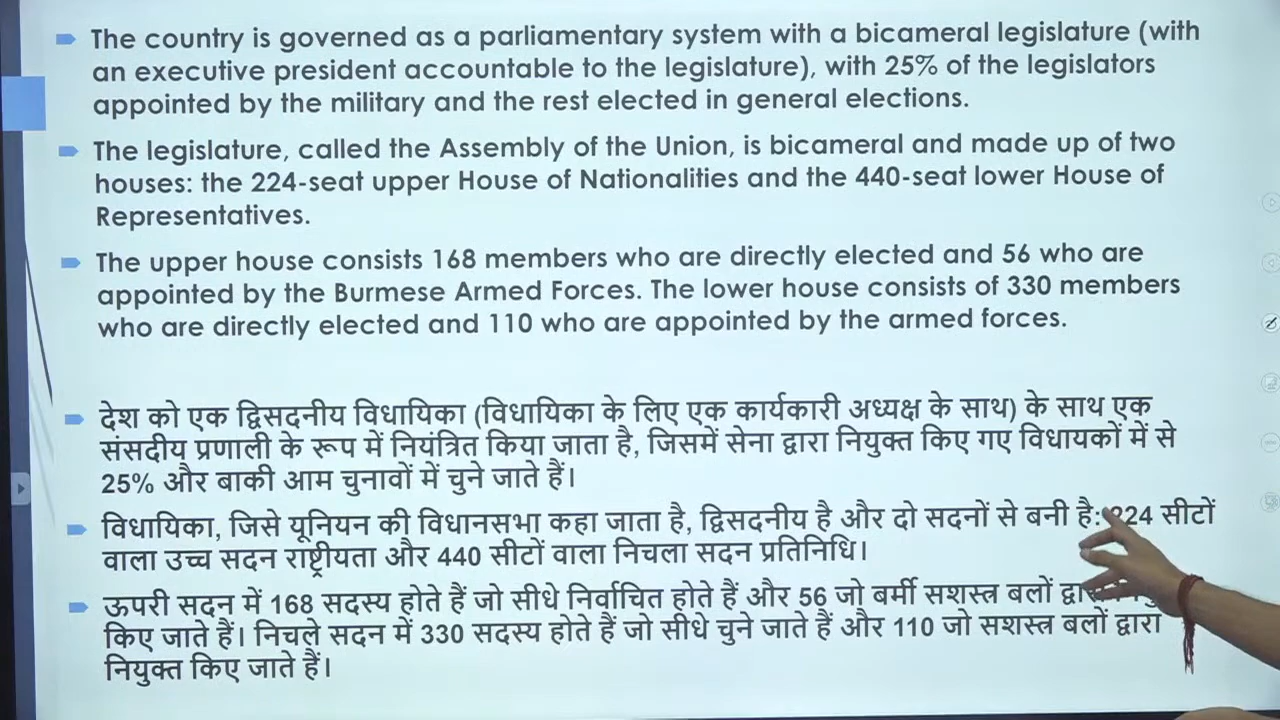 The country is governed as a parliamentary system with a bicameral legislature (with
an executive president accountable to the legislature), with 25% of the legislators
appointed by the military and the rest elected in general elections.
The legislature, called the Assembly of the Union, is bicameral and made up of two
houses: the 224-seat upper House of Nationalities and the 440-seat lower House of
Representatives.
The upper house consists 168 members who are directly elected and 56 who are
appointed by the Burmese Armed Forces. The lower house consists of 330 members
who are directly elected and 110 who are appointed by the armed forces.
देश को एक द्विसदनीय विधायिका (विधायिका के लिए एक कार्यकारी अध्यक्ष के साथ) के साथ एक
संसदीय प्रणाली के रूप में नियंत्रित किया जाता है, जिसमें सेना द्वारा नियुक्त किए गए विधायकों में से
25% और बाकी आम चुनावों में चुने जाते हैं।
विधायिका, जिसे यूनियन की विधानसभा कहा जाता है, द्विसदनीय है और दो सदनों से बनी है: 224 सीटों
वाला उच्च सदन राष्ट्रीयता और 440 सीटों वाला निचला सदन प्रतिनिधि।
ऊपरी सदन में 168 सदस्य होते हैं जो सीधे निर्वाचित होते हैं और 56 जो बर्मी सशस्त्र बलों
किए जाते हैं। निचले सदन में 330 सदस्य होते हैं जो सीधे चुने जाते हैं और 110 जो सशस्त्र बलों द्वारा
नियुक्त किए जाते हैं।